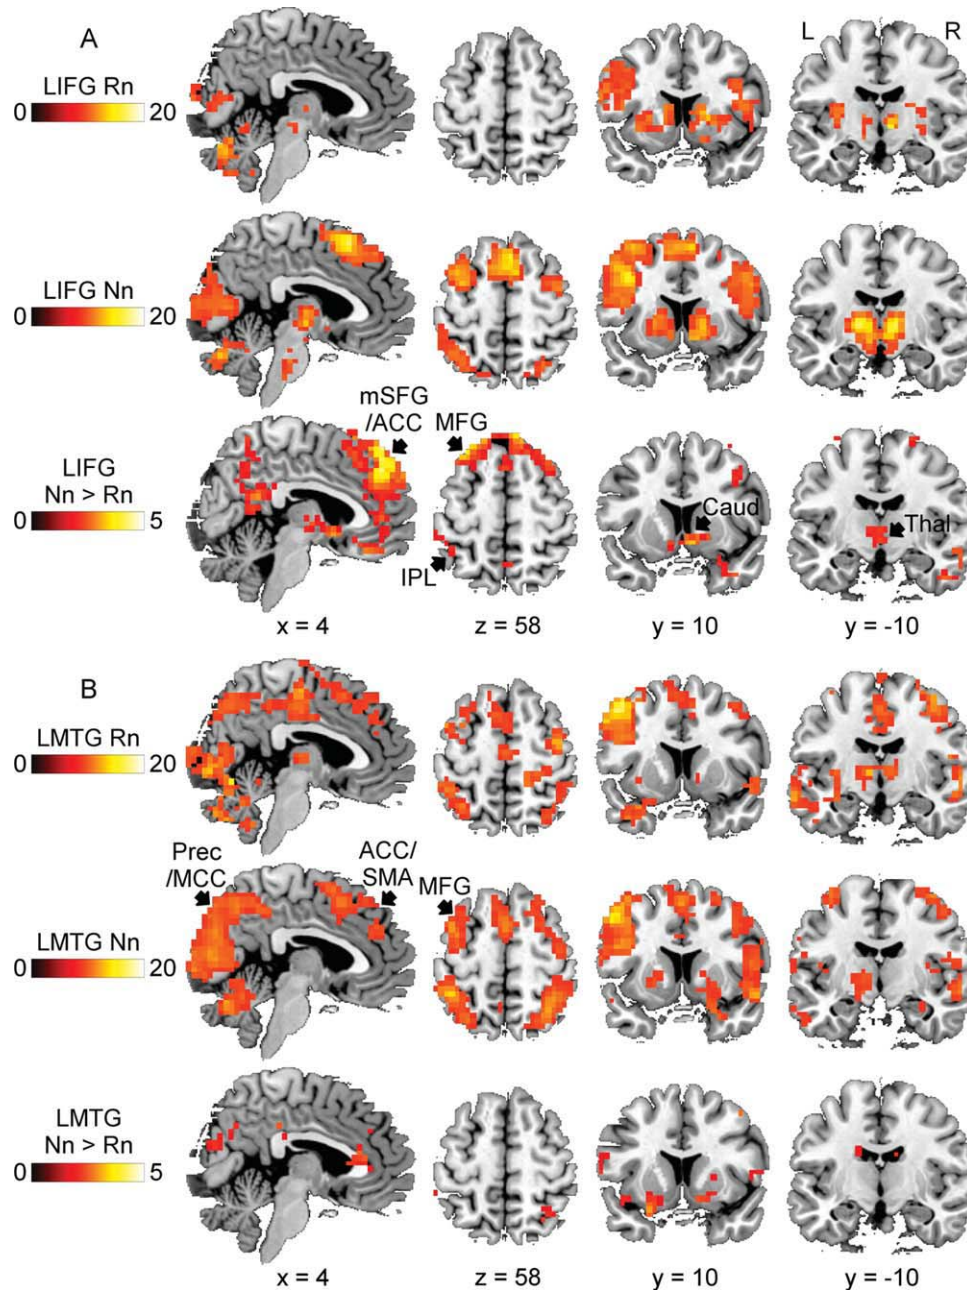 A
L R
LIFG Rn
0 20
LIFG Nn
0 20
mSFG
/ACC
MFG
LIFG
Nn > Rn
0 5
Caud
Thal
IPL
x = 4 z = 58 y = 10 y = -10
B
LMTG Rn
0 20
Prec
/MCC
ACC/
SMA
MFG
LMTG Nn
0 20
LMTG
Nn > Rn
0 5
x = 4 z = 58 y = 10 y = -10